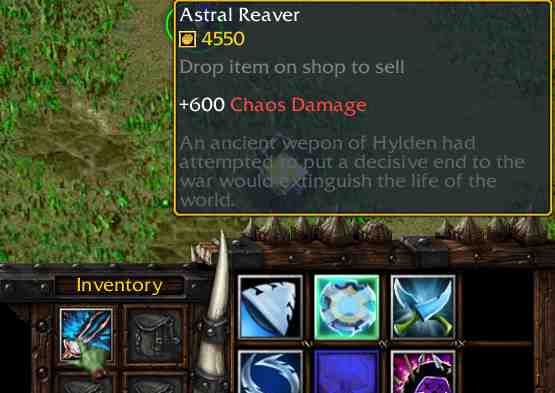 Astral Reaver
4550
Drop item on shop to sell
+600 Chaos Damage
An ancient wepon of Hylden had
attempted to put a decisive end to the
war would extinguish the life of the
world.
Inventory